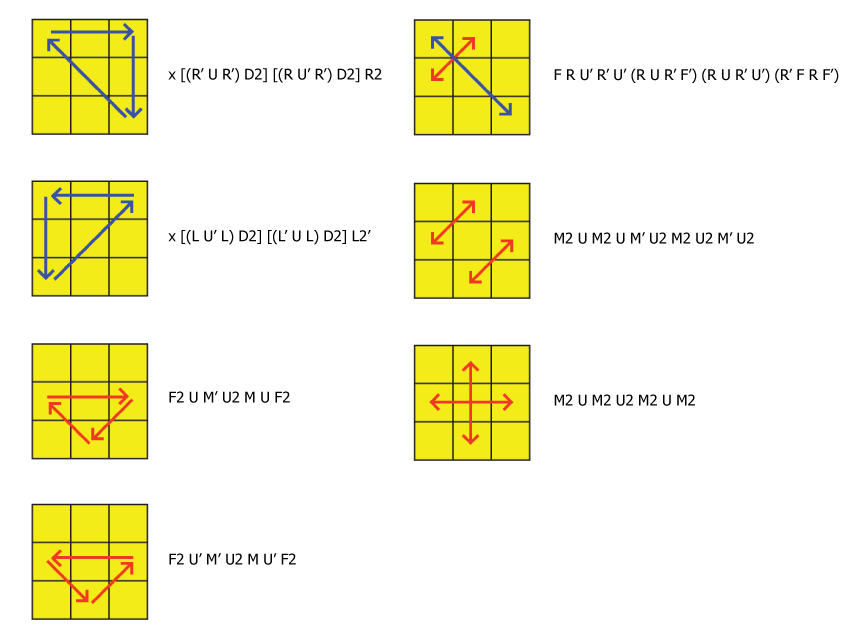 x [(R′ U R′) D2] [(R U′ R′) D2] R2
F R U′ R′ U′ (R U R′ F′) (R U R′ U′) (R′ F R F′)
x [(L U′ L) D2] [(L′ U L) D2] L2′
M2 U M2 U M′ U2 M2 U2 M′ U2
F2 U M′ U2 M U F2
M2 U M2 U2 M2 U M2
F2 U′ M′ U2 M U′ F2